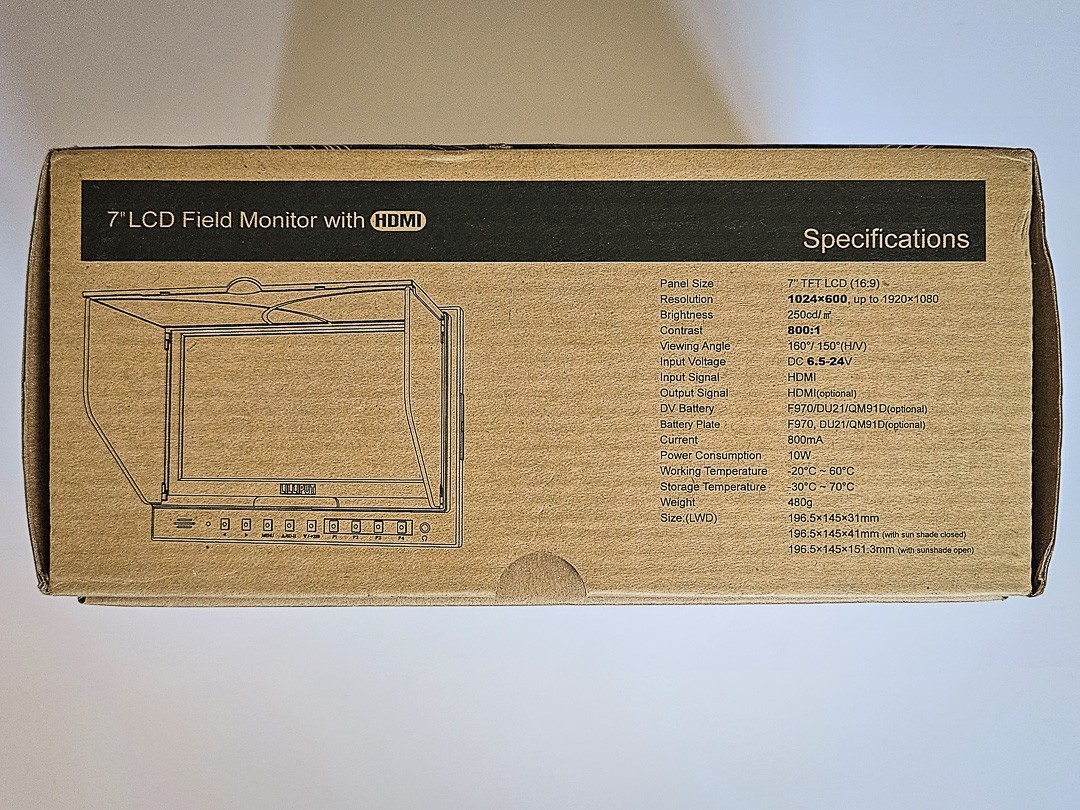 7" LCD Field Monitor with HDMI
Specifications
Panel Size 7" TFT LCD (16:9)
Resolution 1024×600, up to 1920×1080
Brightness 250cd/㎡
Contrast 800:1
Viewing Angle 160°/ 150°(H/V)
Input Voltage DC 6.5-24V
Input Signal HDMI
Output Signal HDMI(optional)
DV Battery F970/DU21/QM91D(optional)
Battery Plate F970, DU21/QM91D(optional)
Current 800mA
Power Consumption 10W
Working Temperature -20°C ~ 60°C
Storage Temperature -30°C ~ 70°C
Weight 480g
Size:(LWD) 196.5×145×31mm
196.5×145×41mm (with sun shade closed)
196.5×145×151.3mm (with sunshade open)
LILLIPUT
MENU F1 F2 F3 F4